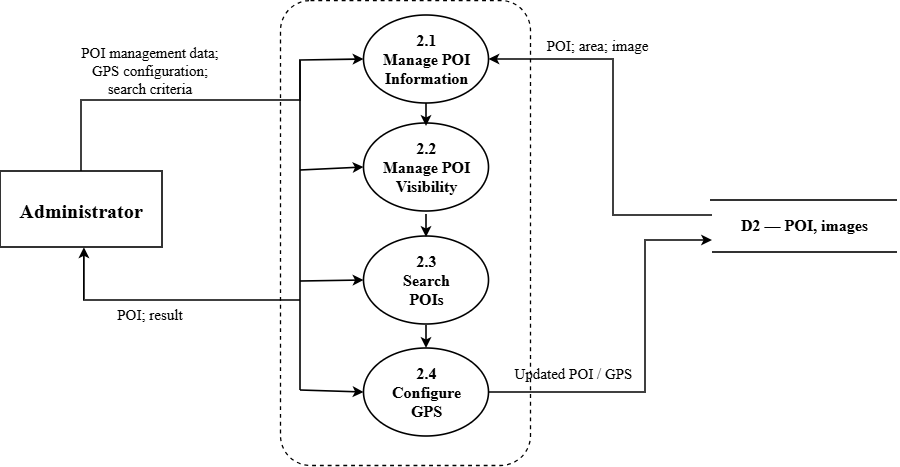 POI management data;
GPS configuration;
search criteria
2.1
Manage POI
Information
POI; area; image
2.2
Manage POI
Visibility
Administrator
D2 — POI, images
2.3
Search
POIs
POI; result
2.4
Configure
GPS
Updated POI / GPS